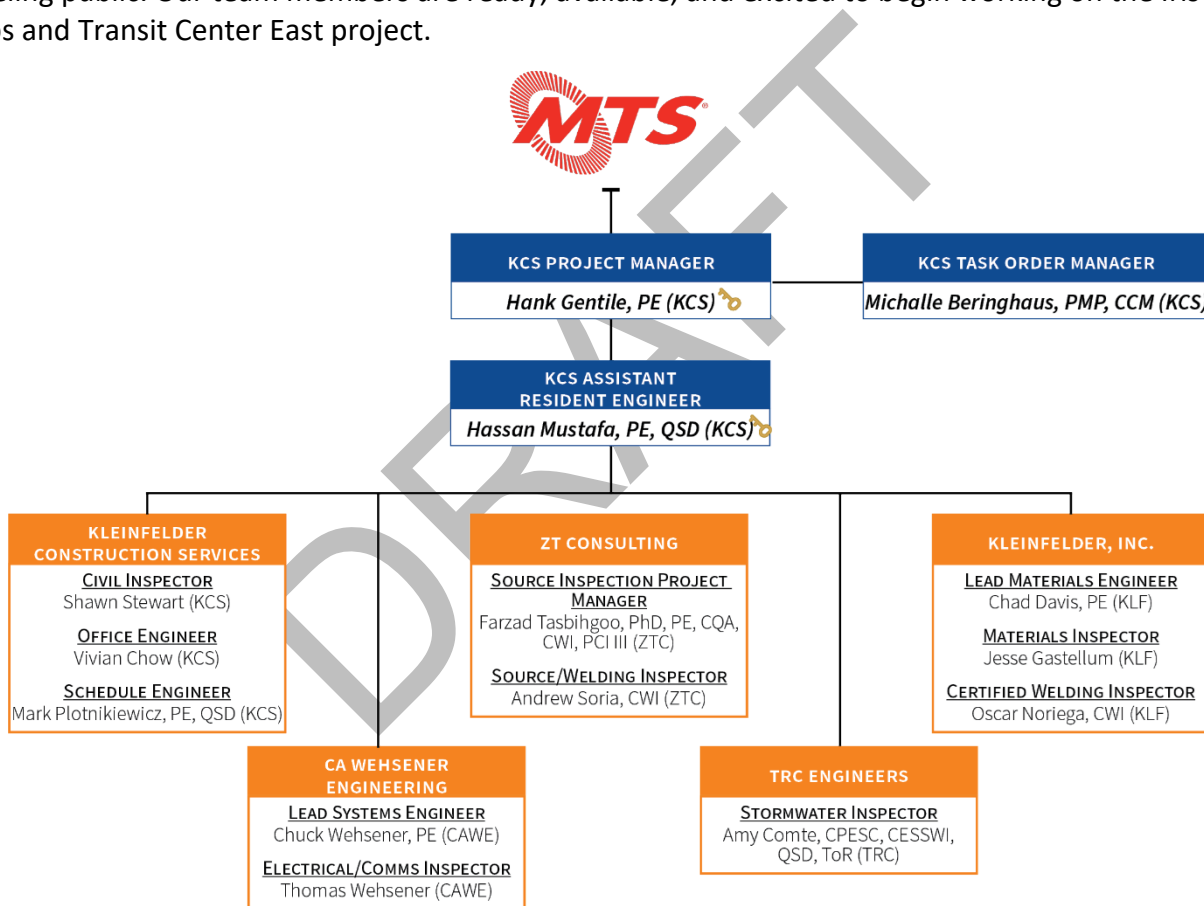 eling public. Our team members are ready, available, and excited to begin working on the
os and Transit Center East project.
MTS
DRAFT
KCS PROJECT MANAGER
Hank Gentile, PE (KCS)
KCS TASK ORDER MANAGER
Michalle Beringhaus, PMP, CCM (KCS)
KCS ASSISTANT
RESIDENT ENGINEER
Hassan Mustafa, PE, QSD (KCS)
KLEINFELDER
CONSTRUCTION SERVICES
CIVIL INSPECTOR
Shawn Stewart (KCS)
OFFICE ENGINEER
Vivian Chow (KCS)
SCHEDULE ENGINEER
Mark Plotnikiewicz, PE, QSD (KCS)
CA WEHSENER
ENGINEERING
LEAD SYSTEMS ENGINEER
Chuck Wehsener, PE (CAWE)
ELECTRICAL/COMMS INSPECTOR
Thomas Wehsener (CAWE)
ZT CONSULTING
SOURCE INSPECTION PROJECT
MANAGER
Farzad Tasbihgoo, PhD, PE, CQA,
CWI, PCI III (ZTC)
SOURCE/WELDING INSPECTOR
Andrew Soria, CWI (ZTC)
TRC ENGINEERS
STORMWATER INSPECTOR
Amy Comte, CPESC, CESSWI,
QSD, ToR (TRC)
KLEINFELDER, INC.
LEAD MATERIALS ENGINEER
Chad Davis, PE (KLF)
MATERIALS INSPECTOR
Jesse Gastellum (KLF)
CERTIFIED WELDING INSPECTOR
Oscar Noriega, CWI (KLF)